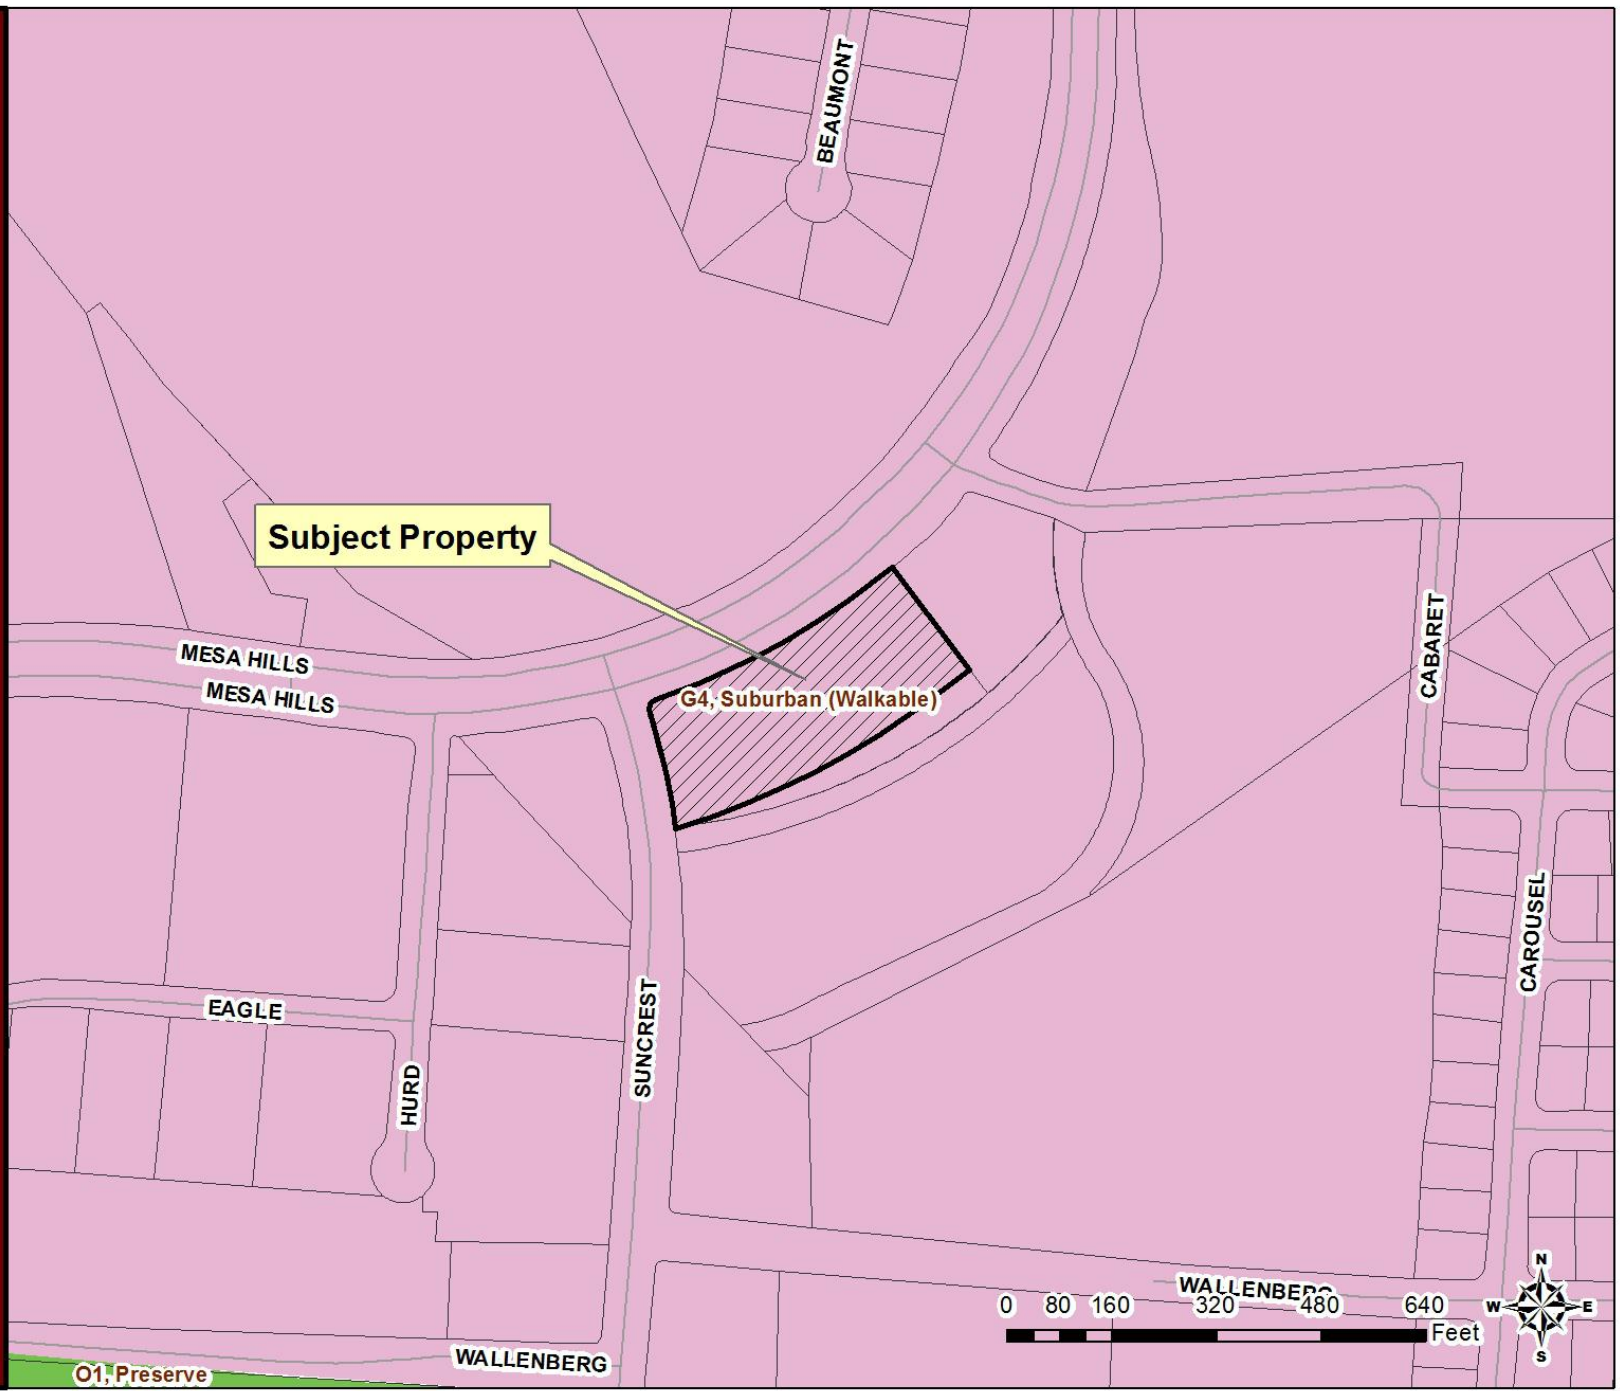 BEAUMONT
Subject Property
MESA HILLS
MESA HILLS
G4, Suburban (Walkable)
CABARET
CAROUSEL
EAGLE
SUNCREST
HURD
WALLENBERG
0 80 160 320 480 640
Feet
N
W E
S
WALLENBERG
O1, Preserve